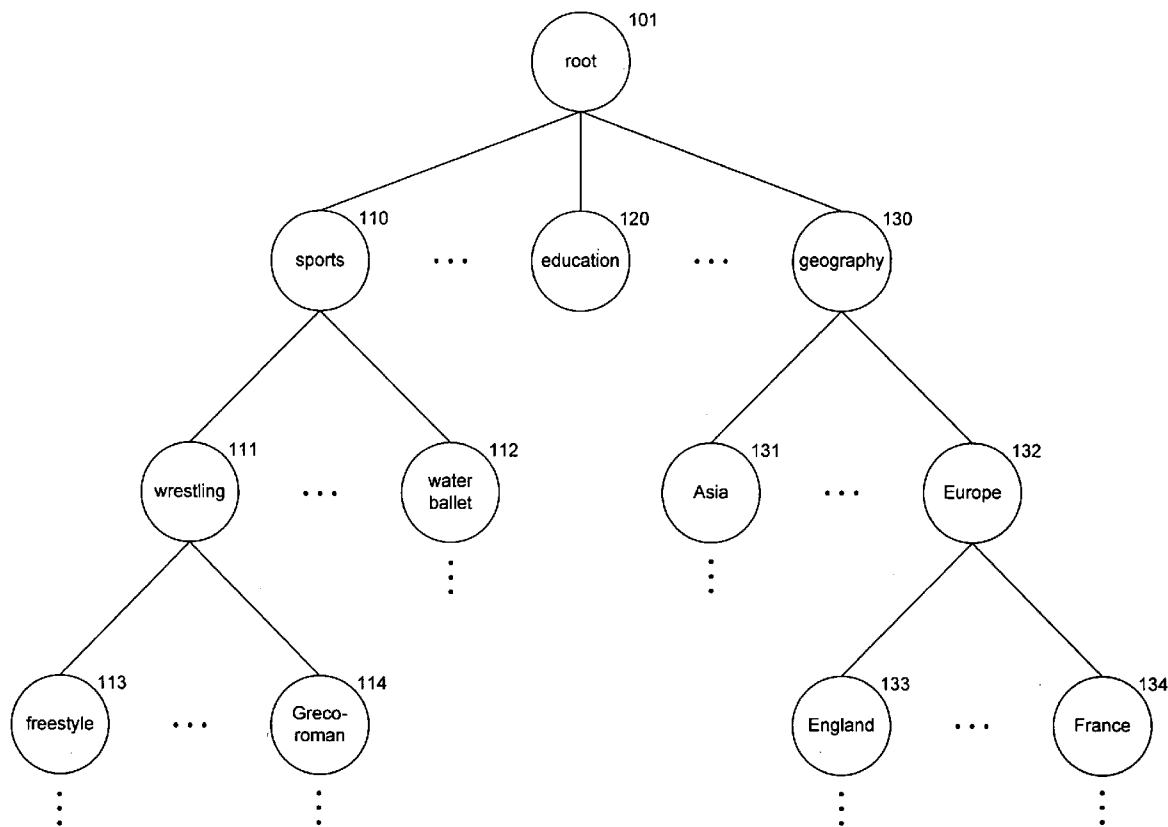 101
root
110
120
130
sports
education
geography
111
112
131
132
wrestling
water
ballet
Asia
Europe
113
114
133
134
freestyle
Greco-
roman
England
France